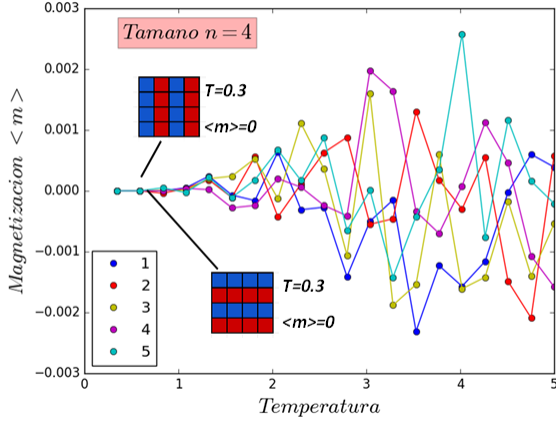 Tamano n = 4
0.003
0.002
0.001
0.000
−0.001
−0.002
−0.003
Magnetizacion < m >
T=0.3
<m>=0
T=0.3
<m>=0
1
2
3
4
5
0 1 2 3 4 5
Temperatura